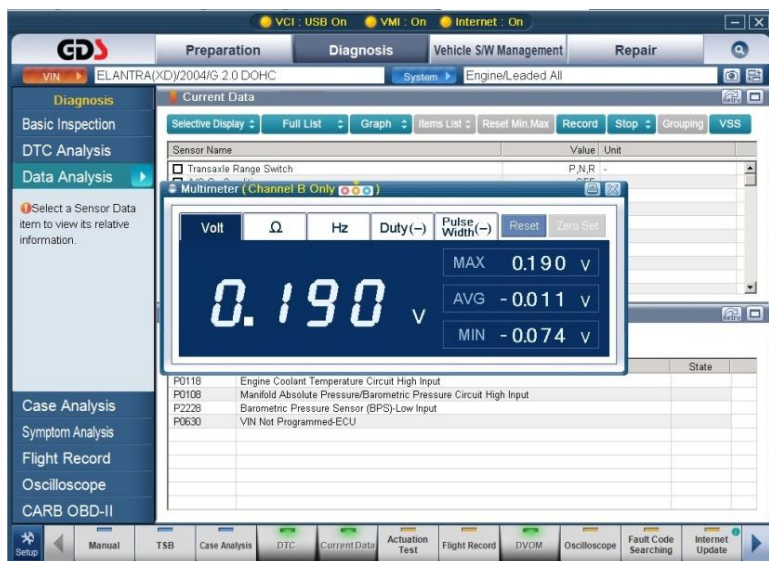 VCI : USB On VMI : On Internet : On
GDS Preparation Diagnosis Vehicle S/W Management Repair
VIN ELANTRA(XD)/2004/G 2.0 DOHC System Engine/Leaded All
Diagnosis
Basic Inspection
DTC Analysis
Data Analysis
Select a Sensor Data
item to view its relative
information.
Case Analysis
Symptom Analysis
Flight Record
Oscilloscope
CARB OBD-II
Current Data
Selective Display Full List Graph Items List Reset Min.Max Record Stop Grouping VSS
Sensor Name Value Unit
Transaxle Range Switch P,N,R -
Multimeter (Channel B Only )
Volt Ω Hz Duty(-) Pulse Width(-) Reset Zero Set
0.190 V
MAX 0.190 V
AVG -0.011 V
MIN -0.074 V
State
P0118 Engine Coolant Temperature Circuit High Input
P0108 Manifold Absolute Pressure/Barometric Pressure Circuit High Input
P2228 Barometric Pressure Sensor (BPS)-Low Input
P0630 VIN Not Programmed-ECU
Setup Manual TSB Case Analysis DTC Current Data Actuation Test Flight Record DVOM Oscilloscope Fault Code Searching Internet Update